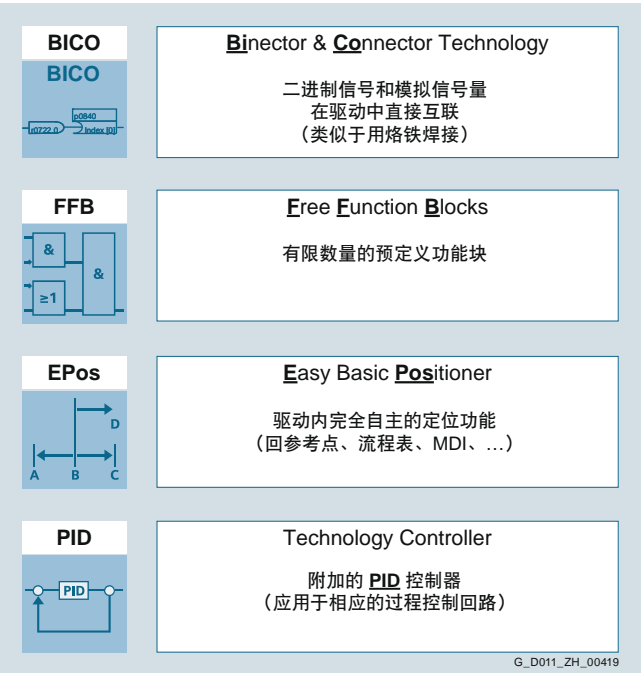 BICO
Binector & Connector Technology
BICO
二进制信号和模拟信号量
在驱动中直接互联
（类似于用烙铁焊接）
p0840
r0722.0
Index [0]
FFB
Free Function Blocks
有限数量的预定义功能块
&
&
≥1
EPos
Easy Basic Positioner
驱动内完全自主的定位功能
（回参考点、流程表、MDI、…）
D
A B C
PID
Technology Controller
附加的 PID 控制器
（应用于相应的过程控制回路）
PID
G_D011_ZH_00419